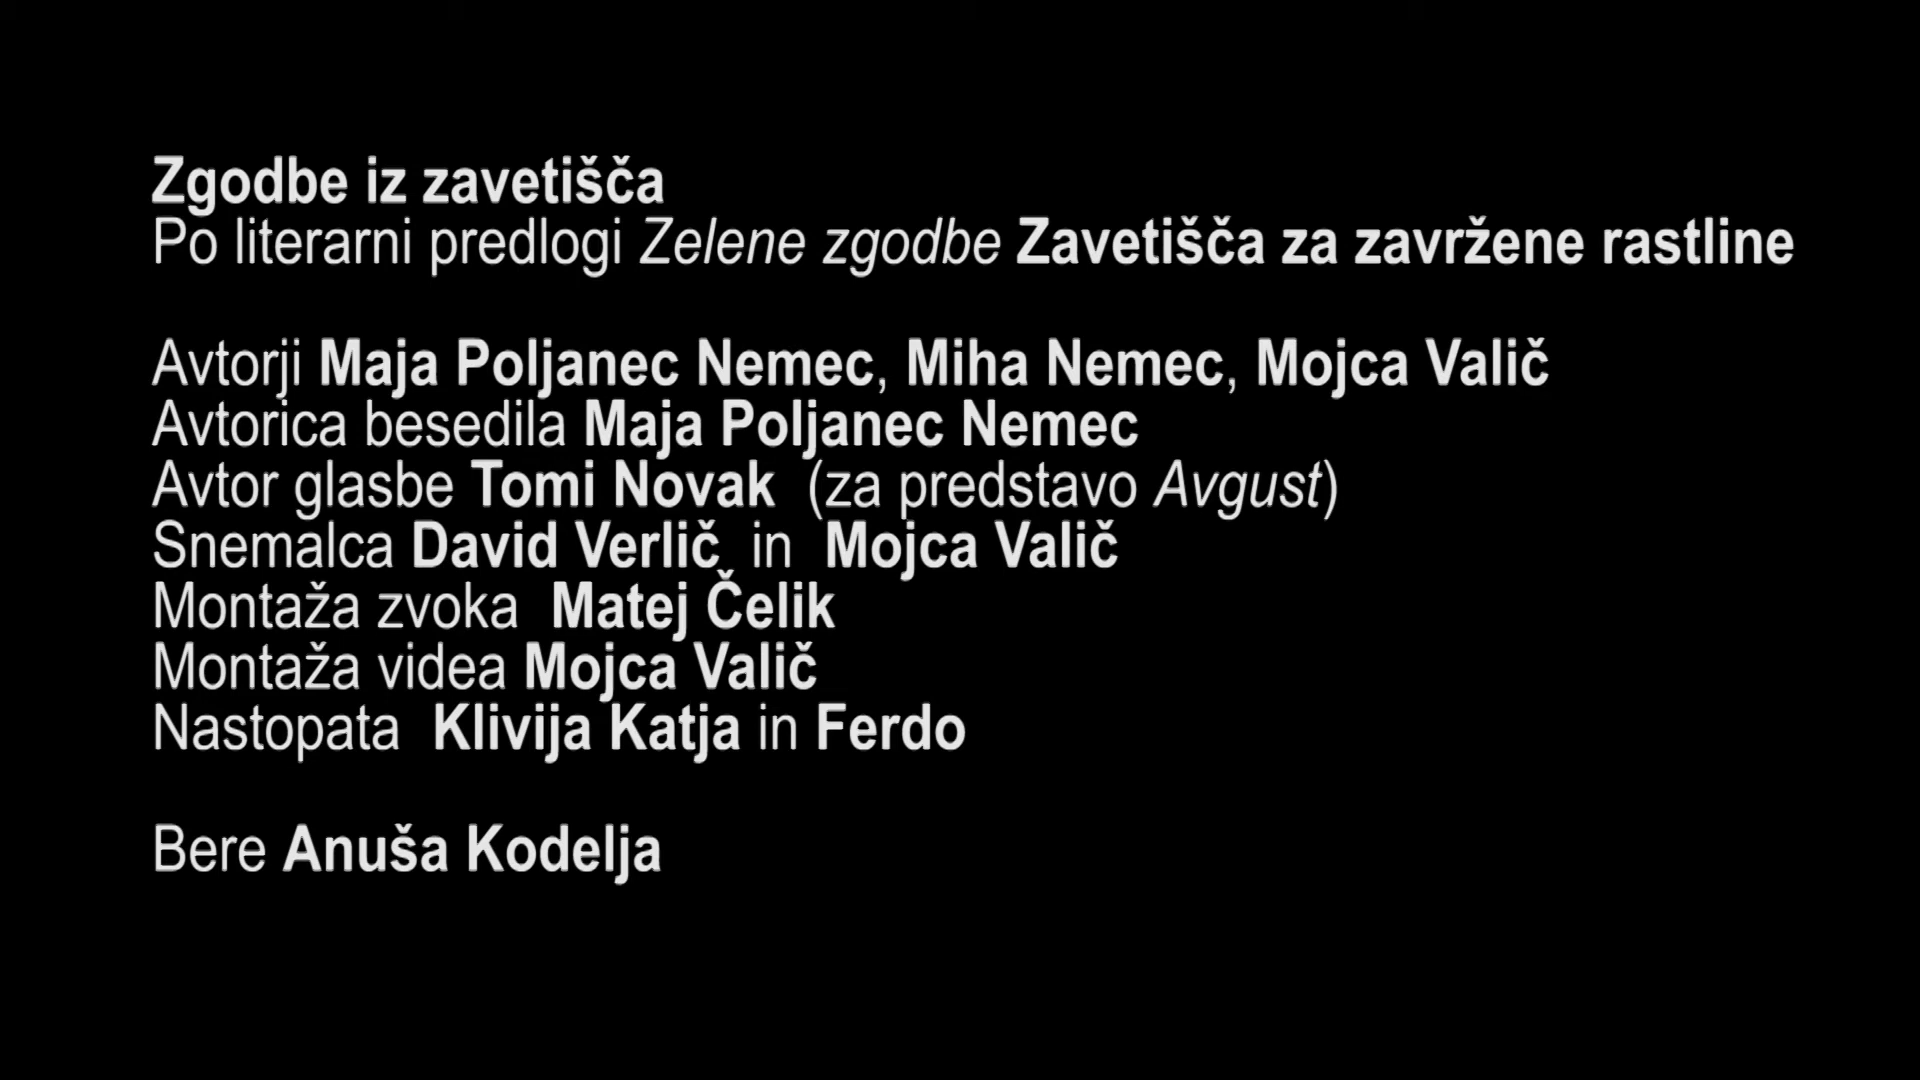 Zgodbe iz zavetišča
Po literarni predlogi Zelene zgodbe Zavetišča za zavržene rastline
Avtorji Maja Poljanec Nemec, Miha Nemec, Mojca Valič
Avtorica besedila Maja Poljanec Nemec
Avtor glasbe Tomi Novak (za predstavo Avgust)
Snemalca David Verlič in Mojca Valič
Montaža zvoka Matej Čelik
Montaža videa Mojca Valič
Nastopata Klivija Katja in Ferdo
Bere Anuša Kodelja